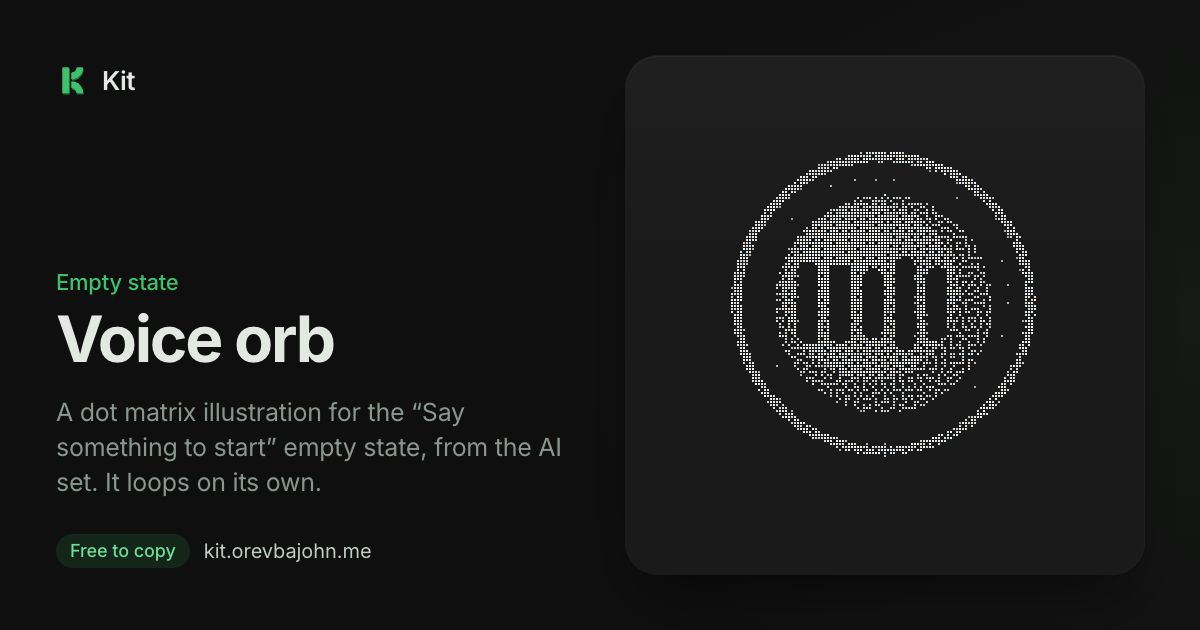 Kit
Empty state
Voice orb
A dot matrix illustration for the “Say
something to start” empty state, from the AI
set. It loops on its own.
Free to copy
kit.orevbajohn.me